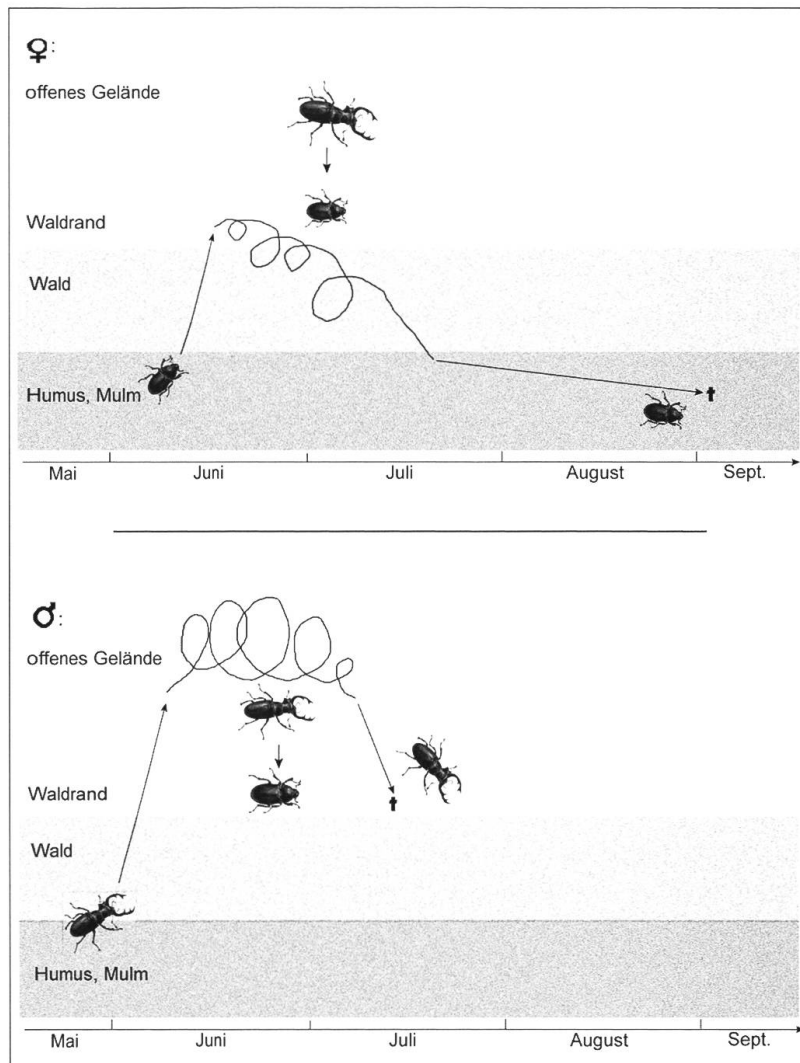 ♀:
offenes Gelände
Waldrand
Wald
Humus, Mulm
✝
Mai Juni Juli August Sept.
♂:
offenes Gelände
Waldrand
✝
Wald
Humus, Mulm
Mai Juni Juli August Sept.